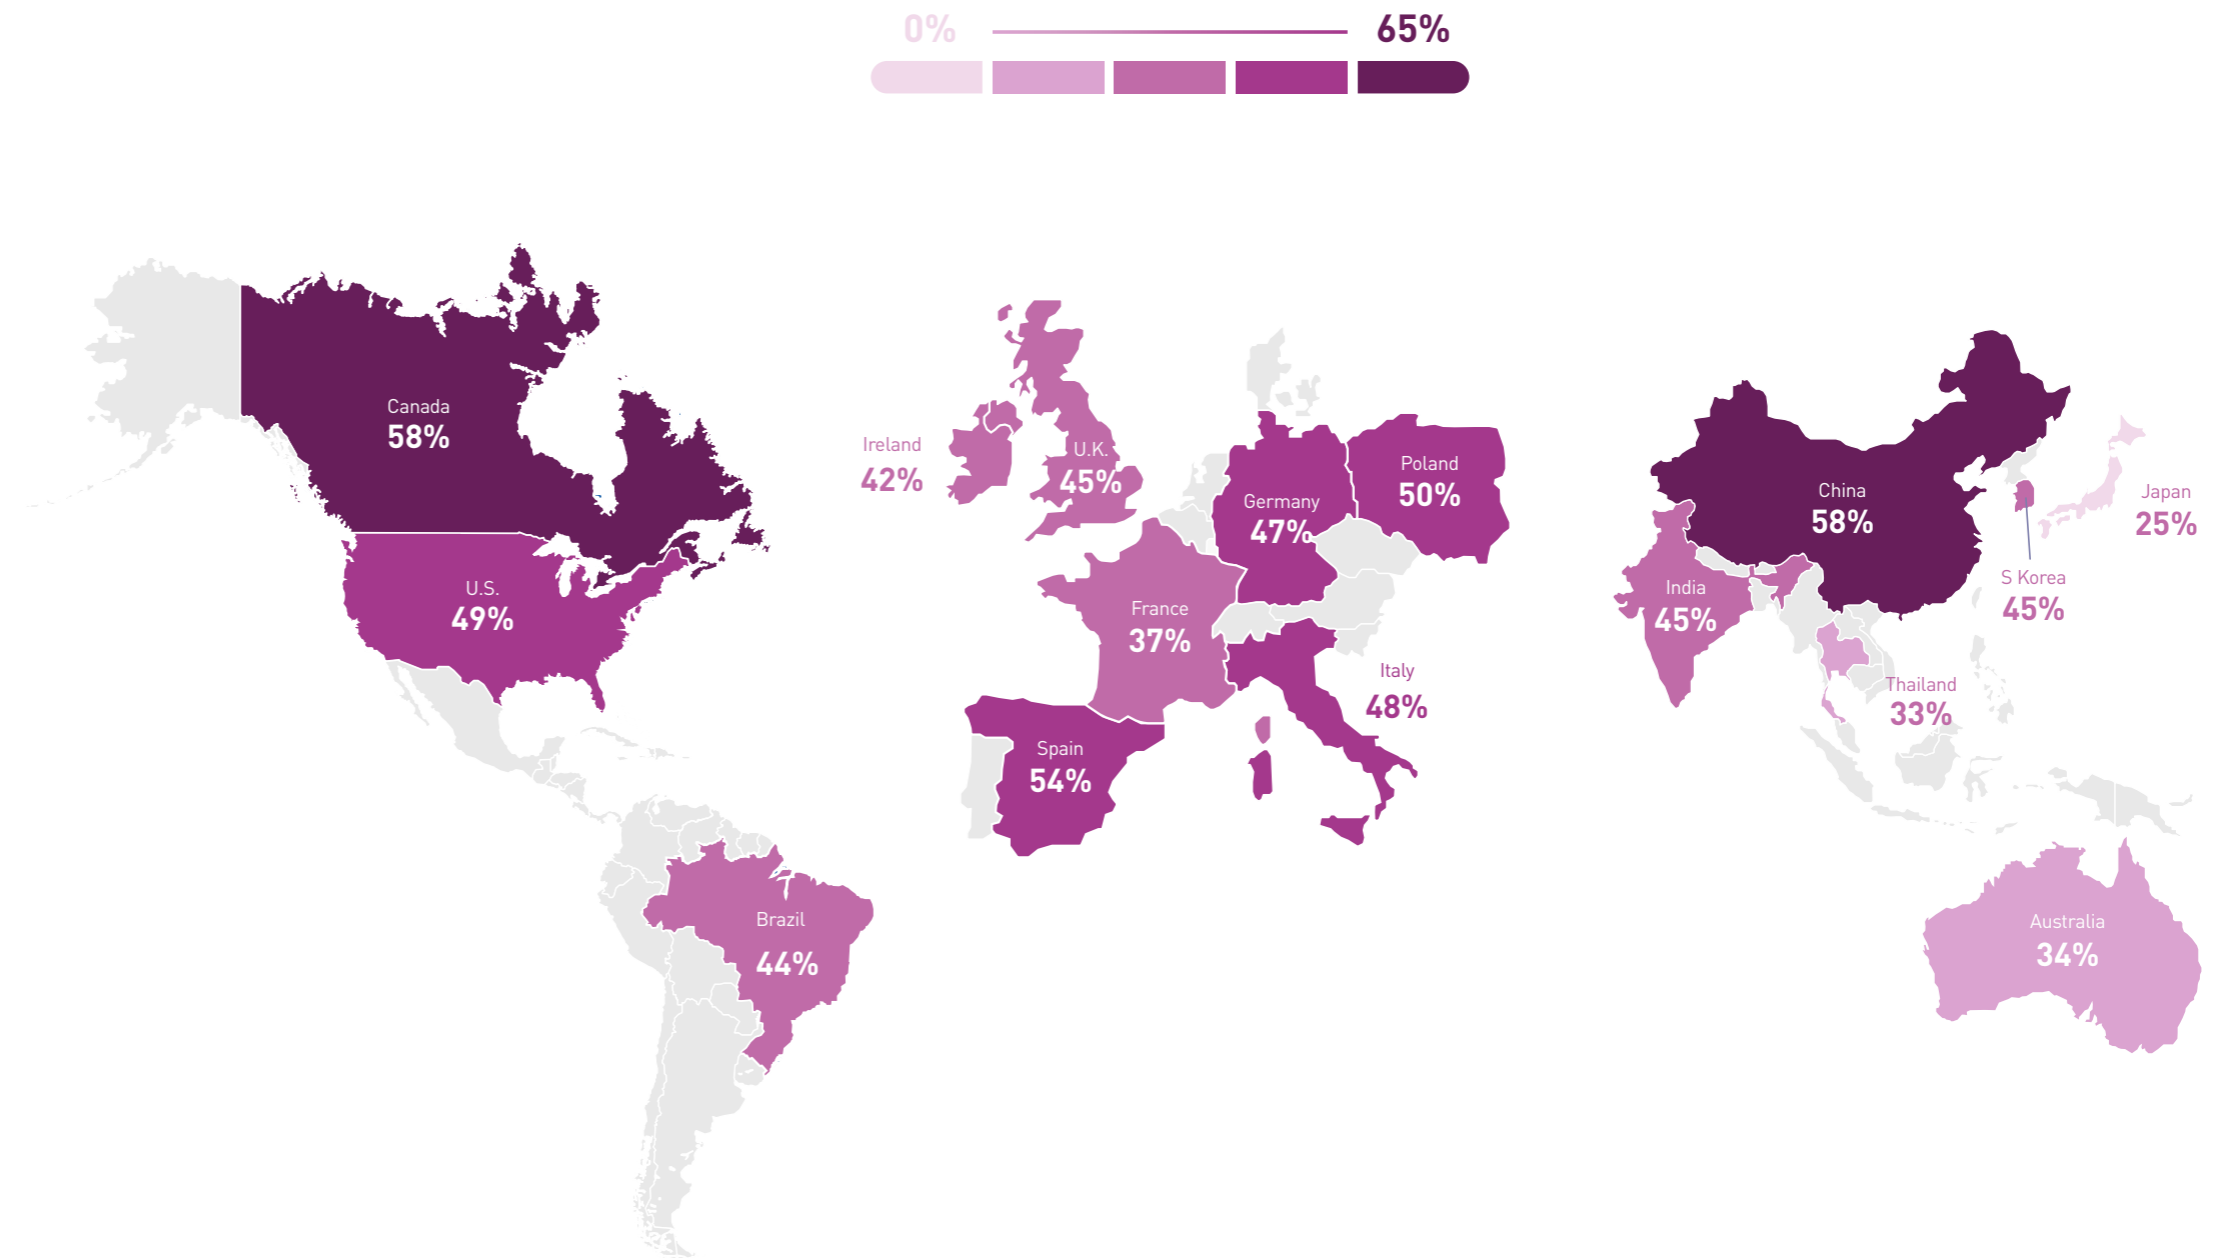 0%
65%
Canada
58%
U.S.
49%
Brazil
44%
Ireland
42%
U.K.
45%
France
37%
Spain
54%
Germany
47%
Poland
50%
Italy
48%
India
45%
China
58%
Japan
25%
S Korea
45%
Thailand
33%
Australia
34%